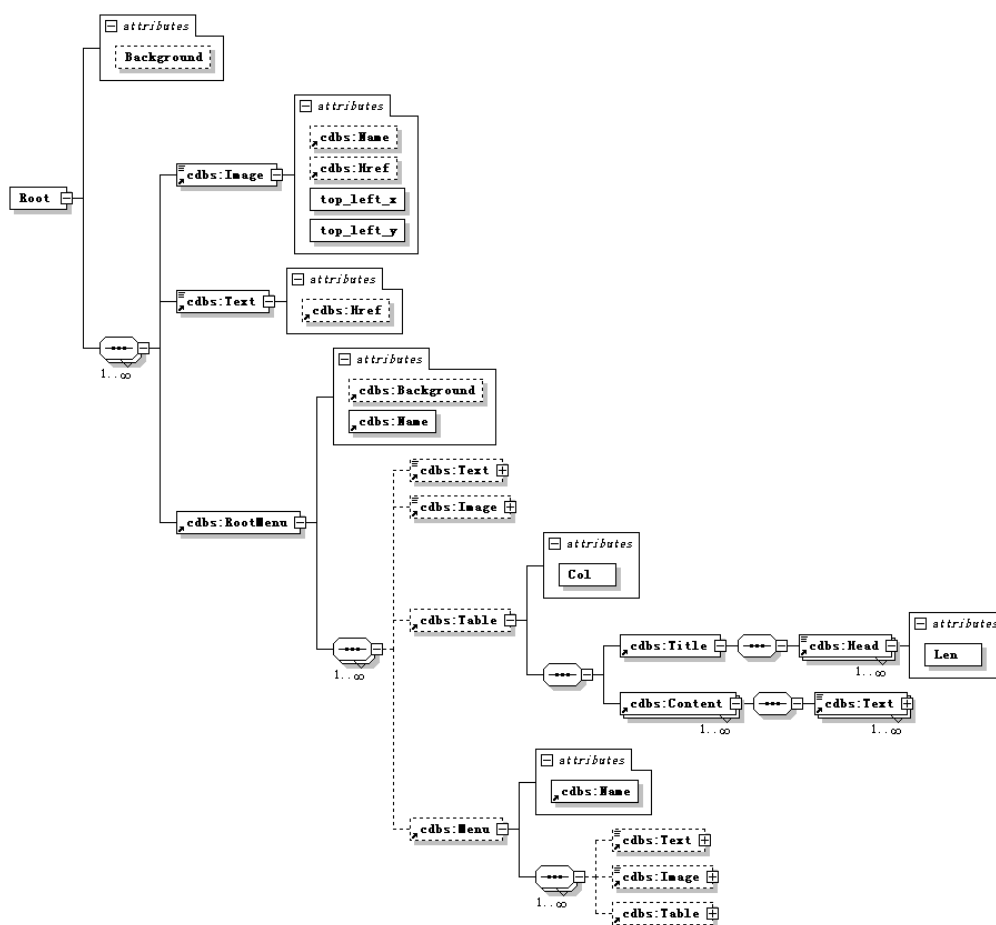 attributes
Background
attributes
cdbs:Name
cdbs:Href
top_left_x
top_left_y
cdbs:Image
Root
attributes
cdbs:Href
cdbs:Text
1..∞
attributes
cdbs:Background
cdbs:Name
cdbs:RootMenu
cdbs:Text
cdbs:Image
attributes
Col
cdbs:Table
1..∞
cdbs:Title
cdbs:Head
1..∞
attributes
Len
cdbs:Content
1..∞
cdbs:Text
1..∞
attributes
cdbs:Name
cdbs:Menu
1..∞
cdbs:Text
cdbs:Image
cdbs:Table